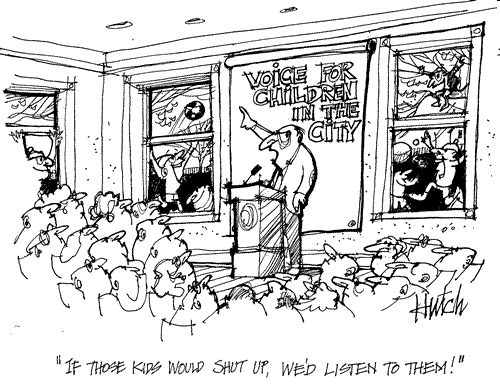 VOICE FOR
CHILDREN
IN THE
CITY
Hutch
"IF THOSE KIDS WOULD SHUT UP, WE'D LISTEN TO THEM!"